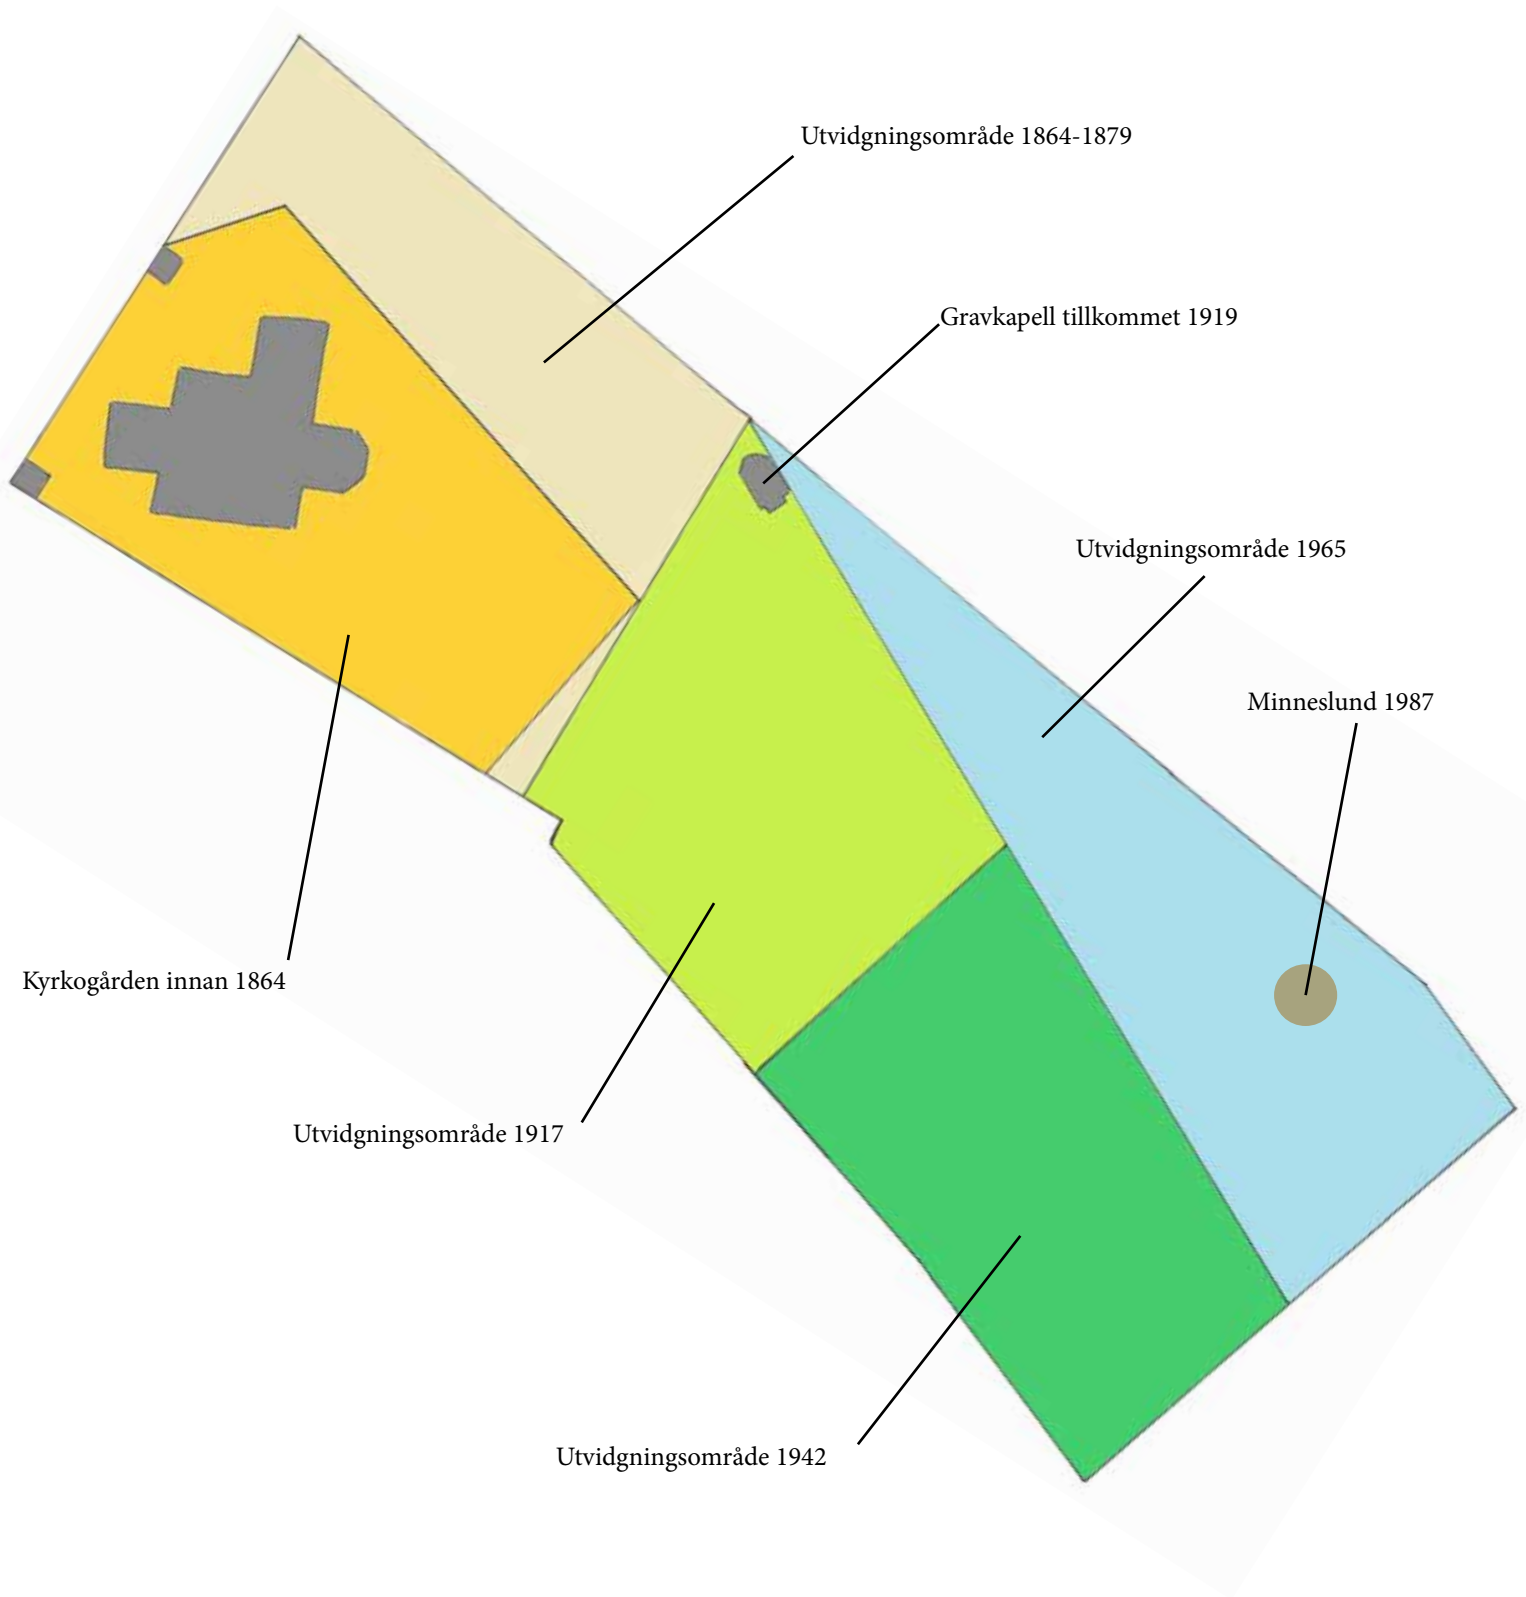 Utvidgningsområde 1864-1879
Gravkapell tillkommet 1919
Utvidgningsområde 1965
Minneslund 1987
Kyrkogården innan 1864
Utvidgningsområde 1917
Utvidgningsområde 1942